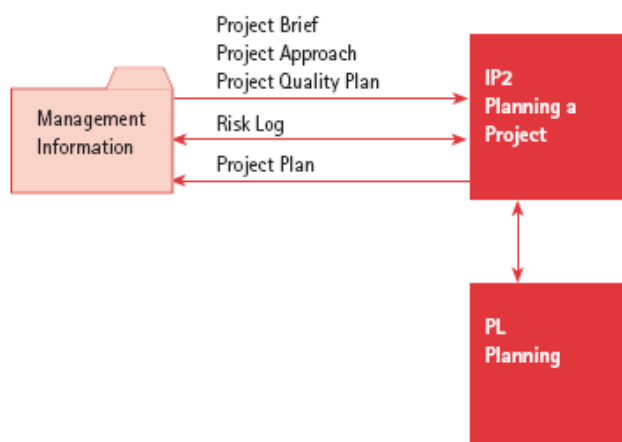 Project Brief
Project Approach
Project Quality Plan
Management
Information
Risk Log
Project Plan
IP2
Planning a
Project
PL
Planning